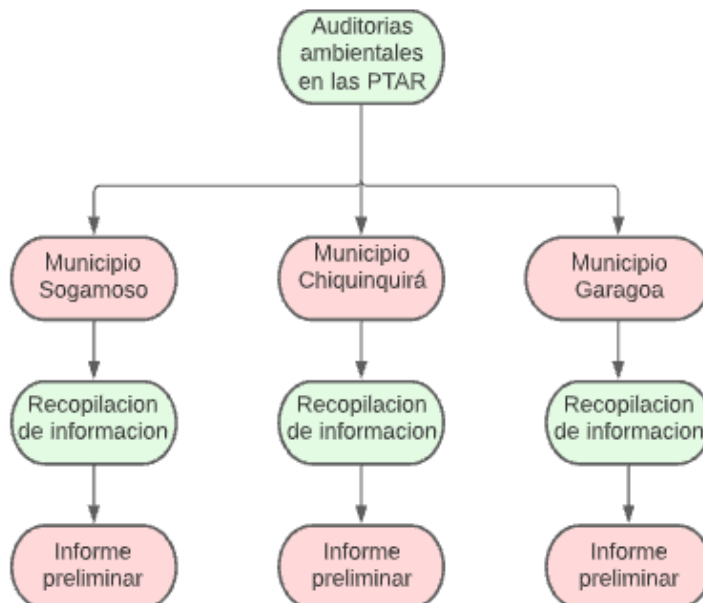 Auditorias
ambientales
en las PTAR
Municipio
Sogamoso
Municipio
Chiquinquirá
Municipio
Garagoa
Recopilacion
de informacion
Recopilacion
de informacion
Recopilacion
de informacion
Informe
preliminar
Informe
preliminar
Informe
preliminar